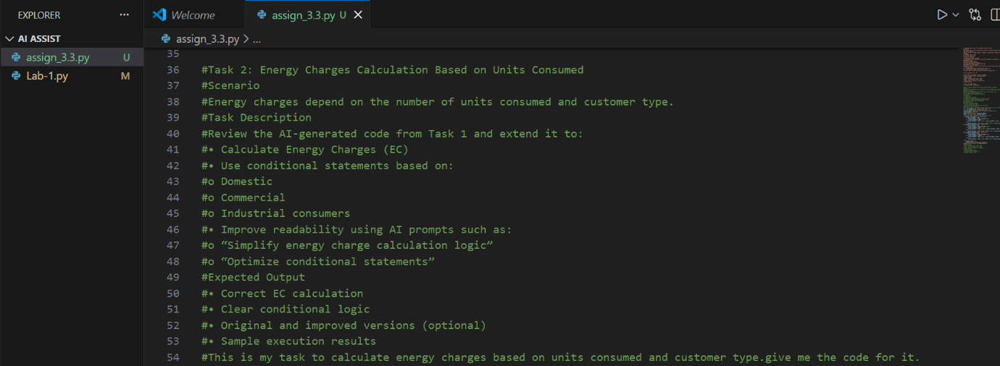 EXPLORER
...
Welcome
assign_3.3.py U
AI ASSIST
assign_3.3.py U
Lab-1.py M
assign_3.3.py > ...
35
36 #Task 2: Energy Charges Calculation Based on Units Consumed
37 #Scenario
38 #Energy charges depend on the number of units consumed and customer type.
39 #Task Description
40 #Review the AI-generated code from Task 1 and extend it to:
41 #• Calculate Energy Charges (EC)
42 #• Use conditional statements based on:
43 #o Domestic
44 #o Commercial
45 #o Industrial consumers
46 #• Improve readability using AI prompts such as:
47 #o “Simplify energy charge calculation logic”
48 #o “Optimize conditional statements”
49 #Expected Output
50 #• Correct EC calculation
51 #• Clear conditional logic
52 #• Original and improved versions (optional)
53 #• Sample execution results
54 #This is my task to calculate energy charges based on units consumed and customer type.give me the code for it.